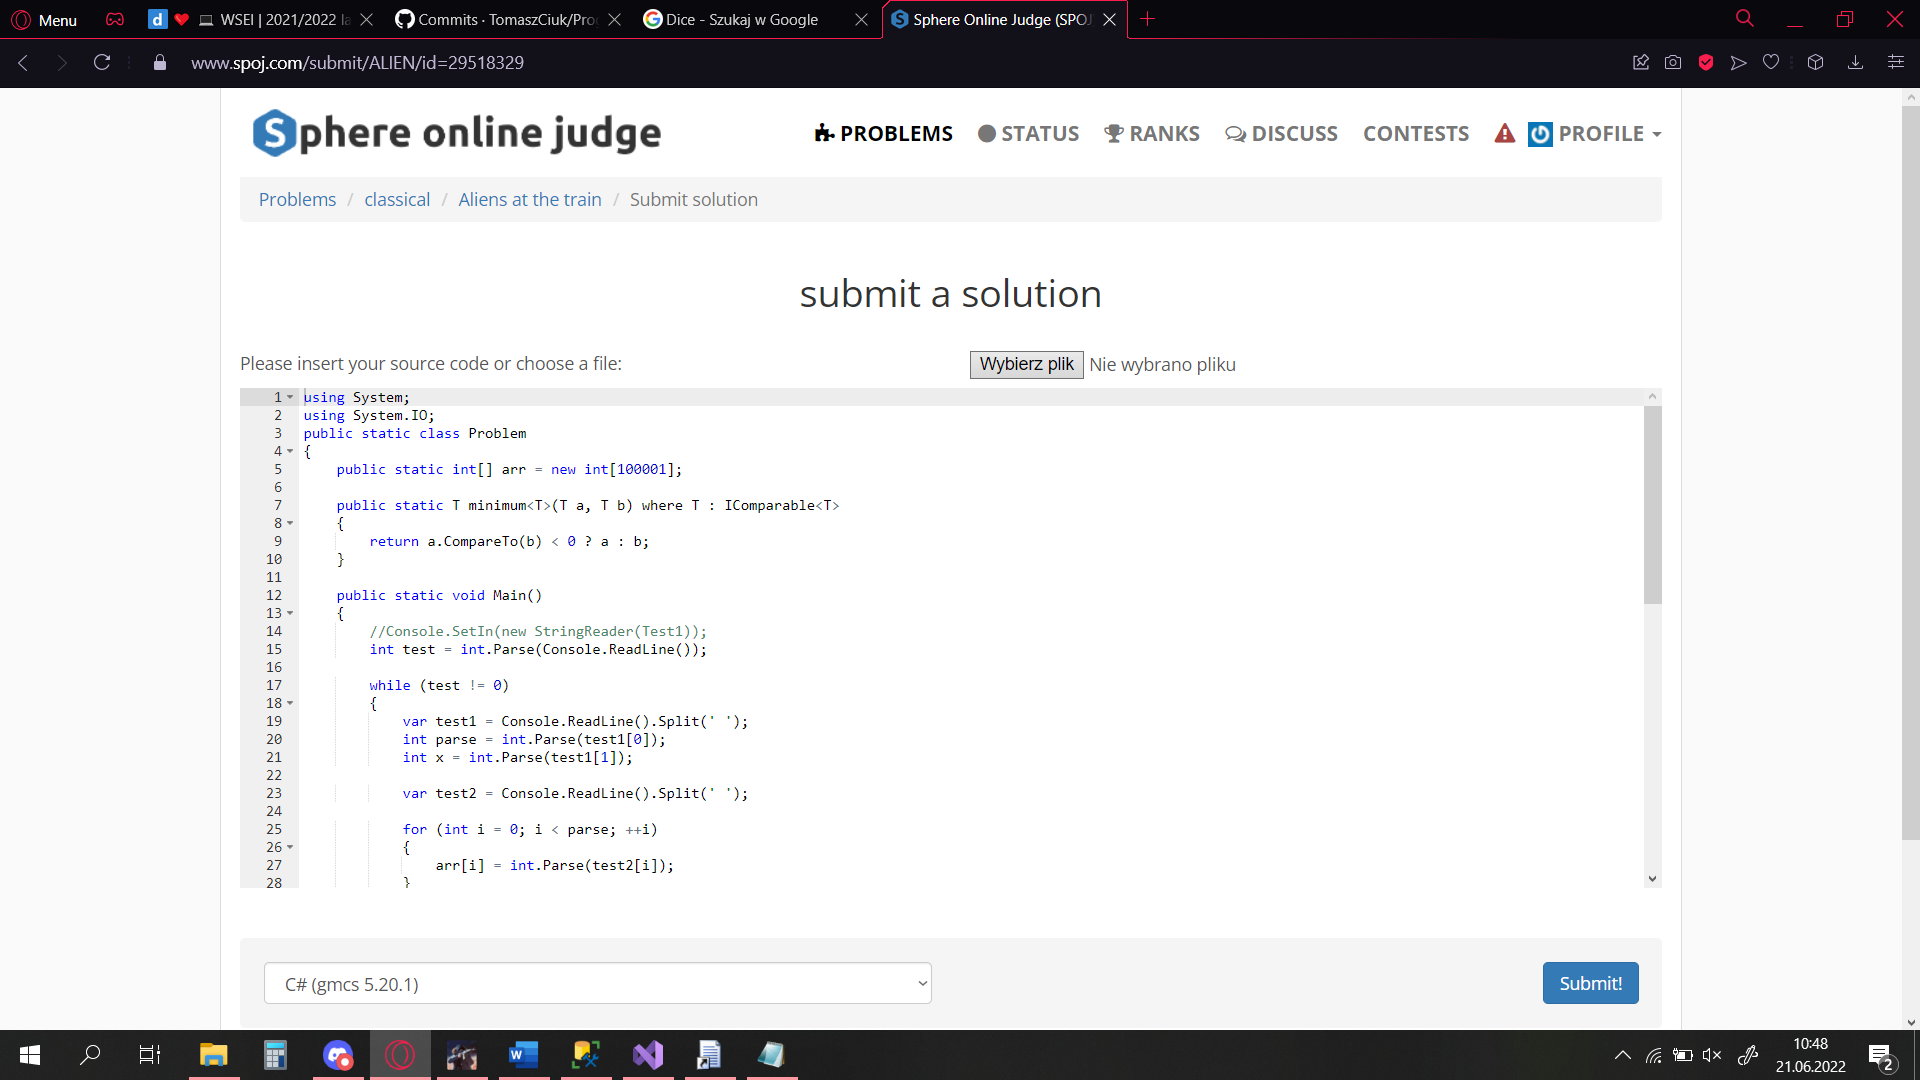 Menu
WSEI | 2021/2022 la
Commits · TomaszCiuk/Pro
Dice - Szukaj w Google
Sphere Online Judge (SPOJ
www.spoj.com/submit/ALIEN/id=29518329
Sphere online judge
PROBLEMS STATUS RANKS DISCUSS CONTESTS PROFILE
Problems / classical / Aliens at the train / Submit solution
submit a solution
Please insert your source code or choose a file: Wybierz plik Nie wybrano pliku
1 using System;
2 using System.IO;
3 public static class Problem
4 {
5 public static int[] arr = new int[100001];
6
7 public static T minimum<T>(T a, T b) where T : IComparable<T>
8 {
9 return a.CompareTo(b) < 0 ? a : b;
10 }
11
12 public static void Main()
13 {
14 //Console.SetIn(new StringReader(Test1));
15 int test = int.Parse(Console.ReadLine());
16
17 while (test != 0)
18 {
19 var test1 = Console.ReadLine().Split(' ');
20 int parse = int.Parse(test1[0]);
21 int x = int.Parse(test1[1]);
22
23 var test2 = Console.ReadLine().Split(' ');
24
25 for (int i = 0; i < parse; ++i)
26 {
27 arr[i] = int.Parse(test2[i]);
28 }
C# (gmcs 5.20.1)
Submit!
10:48
21.06.2022
2